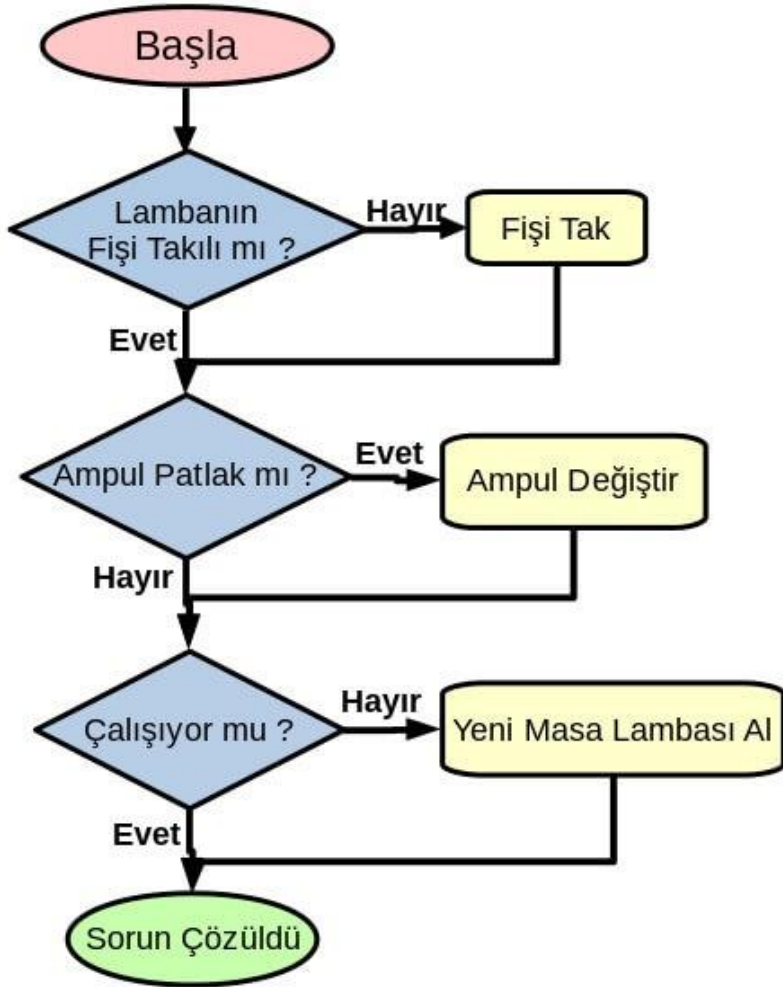 Başla
Lambanın
Fişi Takılı mı ?
Hayır
Fişi Tak
Evet
Ampul Patlak mı ?
Evet
Ampul Değiştir
Hayır
Çalışıyor mu ?
Hayır
Yeni Masa Lambası Al
Evet
Sorun Çözüldü